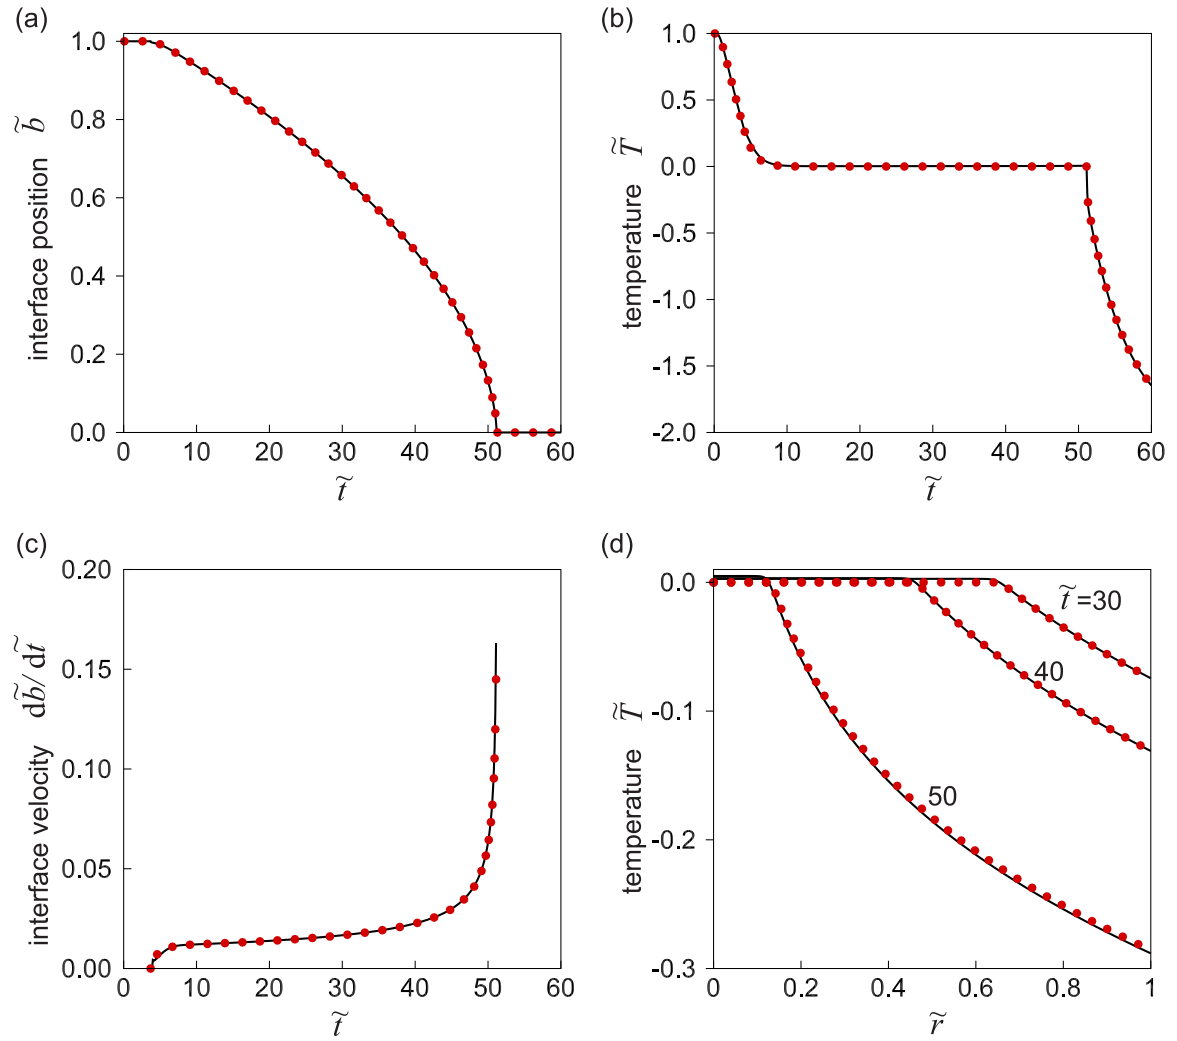 (a)
1.0
0.8
0.6
0.4
0.2
0.0
interface position b̃
0 10 20 30 40 50 60
t̃
(b)
1.0
0.5
0.0
-0.5
-1.0
-1.5
-2.0
temperature T̃
0 10 20 30 40 50 60
t̃
(c)
0.20
0.15
0.10
0.05
0.00
interface velocity db̃/dt̃
0 10 20 30 40 50 60
t̃
(d)
0.0
-0.1
-0.2
-0.3
temperature T̃
t̃=30
40
50
0 0.2 0.4 0.6 0.8 1
r̃